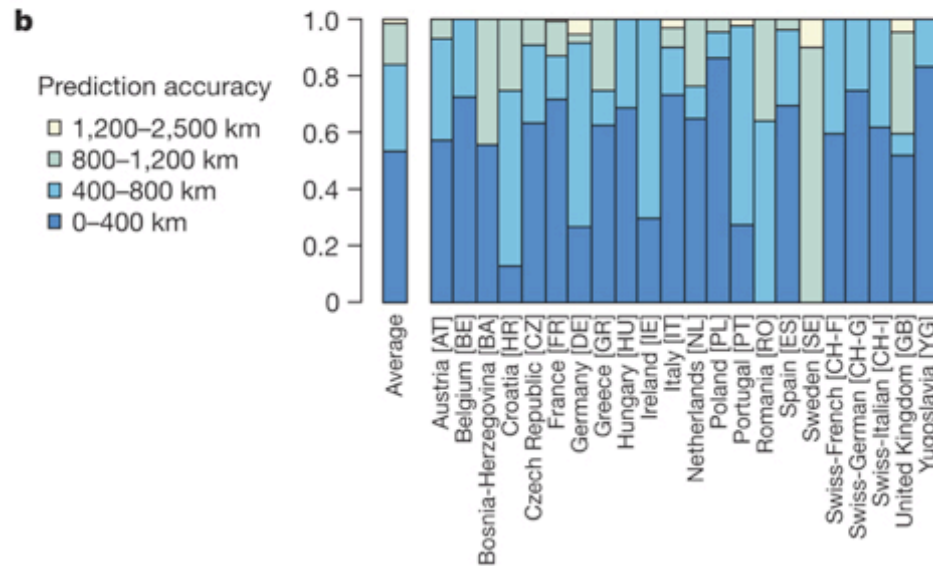 b
Prediction accuracy
1,200–2,500 km
800–1,200 km
400–800 km
0–400 km
1.0
0.8
0.6
0.4
0.2
0
Average
Austria [AT]
Belgium [BE]
Bosnia-Herzegovina [BA]
Croatia [HR]
Czech Republic [CZ]
France [FR]
Germany [DE]
Greece [GR]
Hungary [HU]
Ireland [IE]
Italy [IT]
Netherlands [NL]
Poland [PL]
Portugal [PT]
Romania [RO]
Spain [ES]
Sweden [SE]
Swiss-French [CH-F]
Swiss-German [CH-G]
Swiss-Italian [CH-I]
United Kingdom [GB]
Yugoslavia [YG]